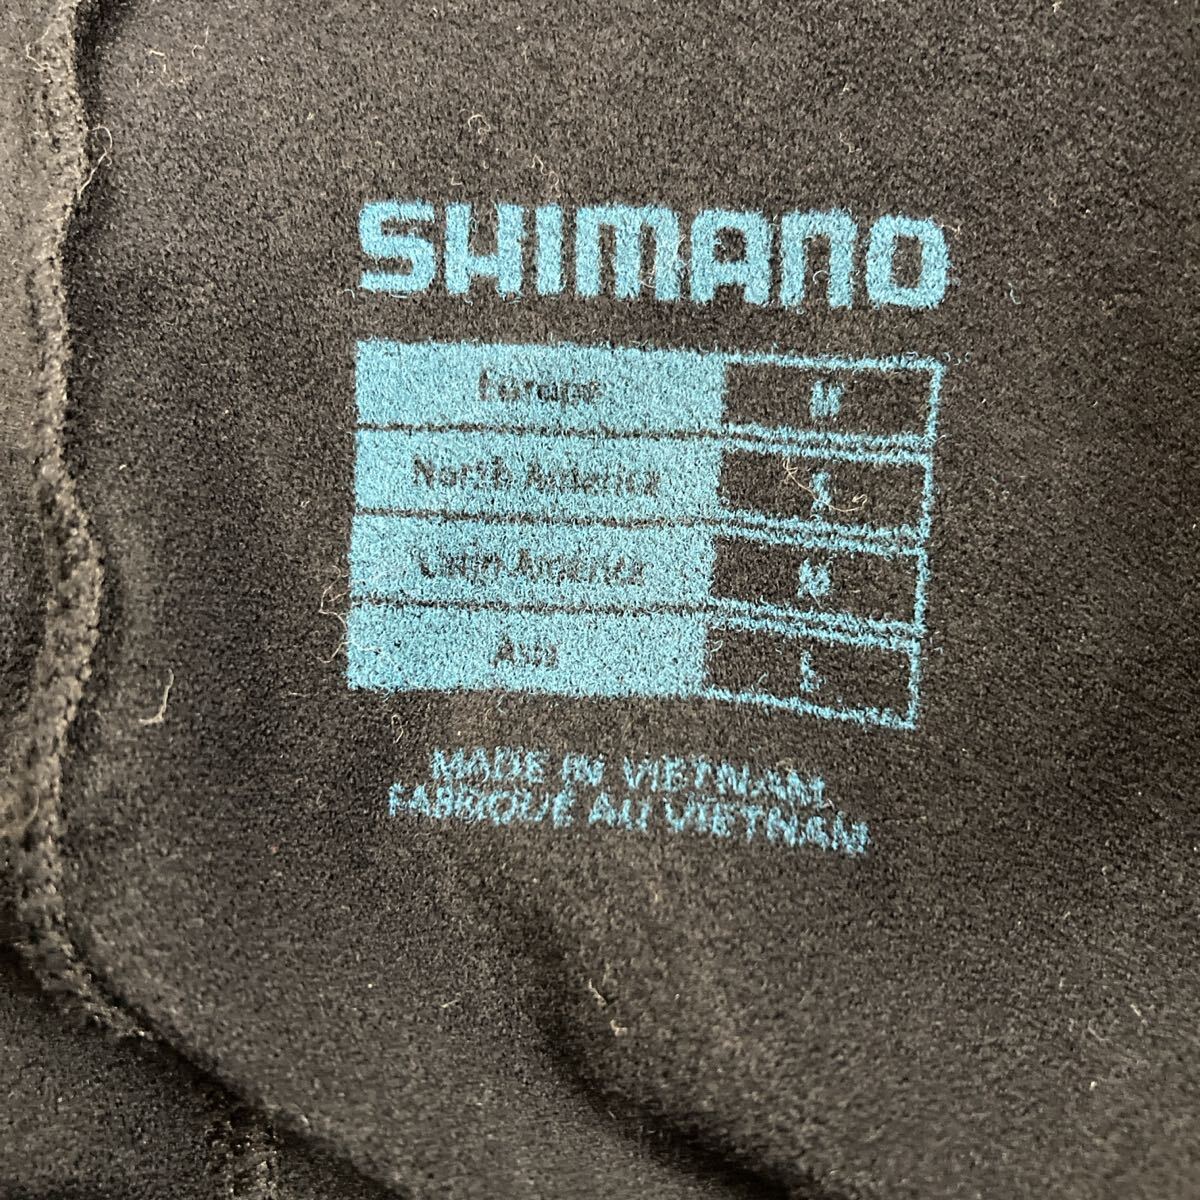 SHIMANO
Europe M
North America S
Latin America M
Asia L
MADE IN VIETNAM
FABRIQUÉ AU VIETNAM